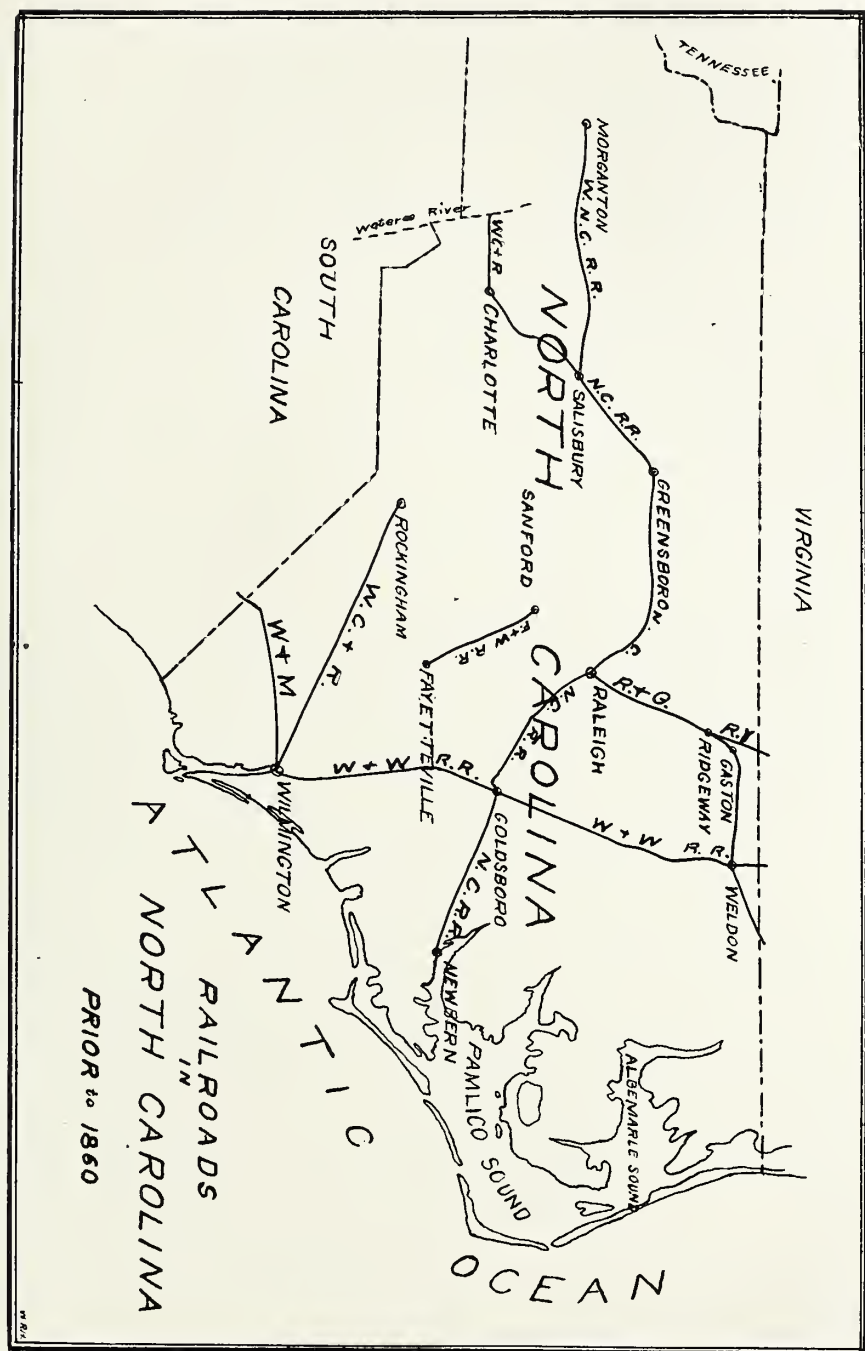 TENNESSEE
VIRGINIA
MORGANTON
W. N. C. R. R.
Wateree River
W C + R
CHARLOTTE
SOUTH
CAROLINA
NORTH
CAROLINA
SALISBURY
N.C. R.R.
GREENSBORO
N. C.
SANFORD
F. + W. R. R.
ROCKINGHAM
W. C. + R.
W + M
FAYETTEVILLE
RALEIGH
R. + G.
N. C. R. R.
RIDGEWAY
GASTON
WELDON
W + W R. R.
W + W R. R.
GOLDSBORO
N. C. R. R.
NEWBERN
WILMINGTON
PAMLICO SOUND
ALBEMARLE SOUND
ATLANTIC
OCEAN
RAILROADS
IN
NORTH CAROLINA
PRIOR to 1860